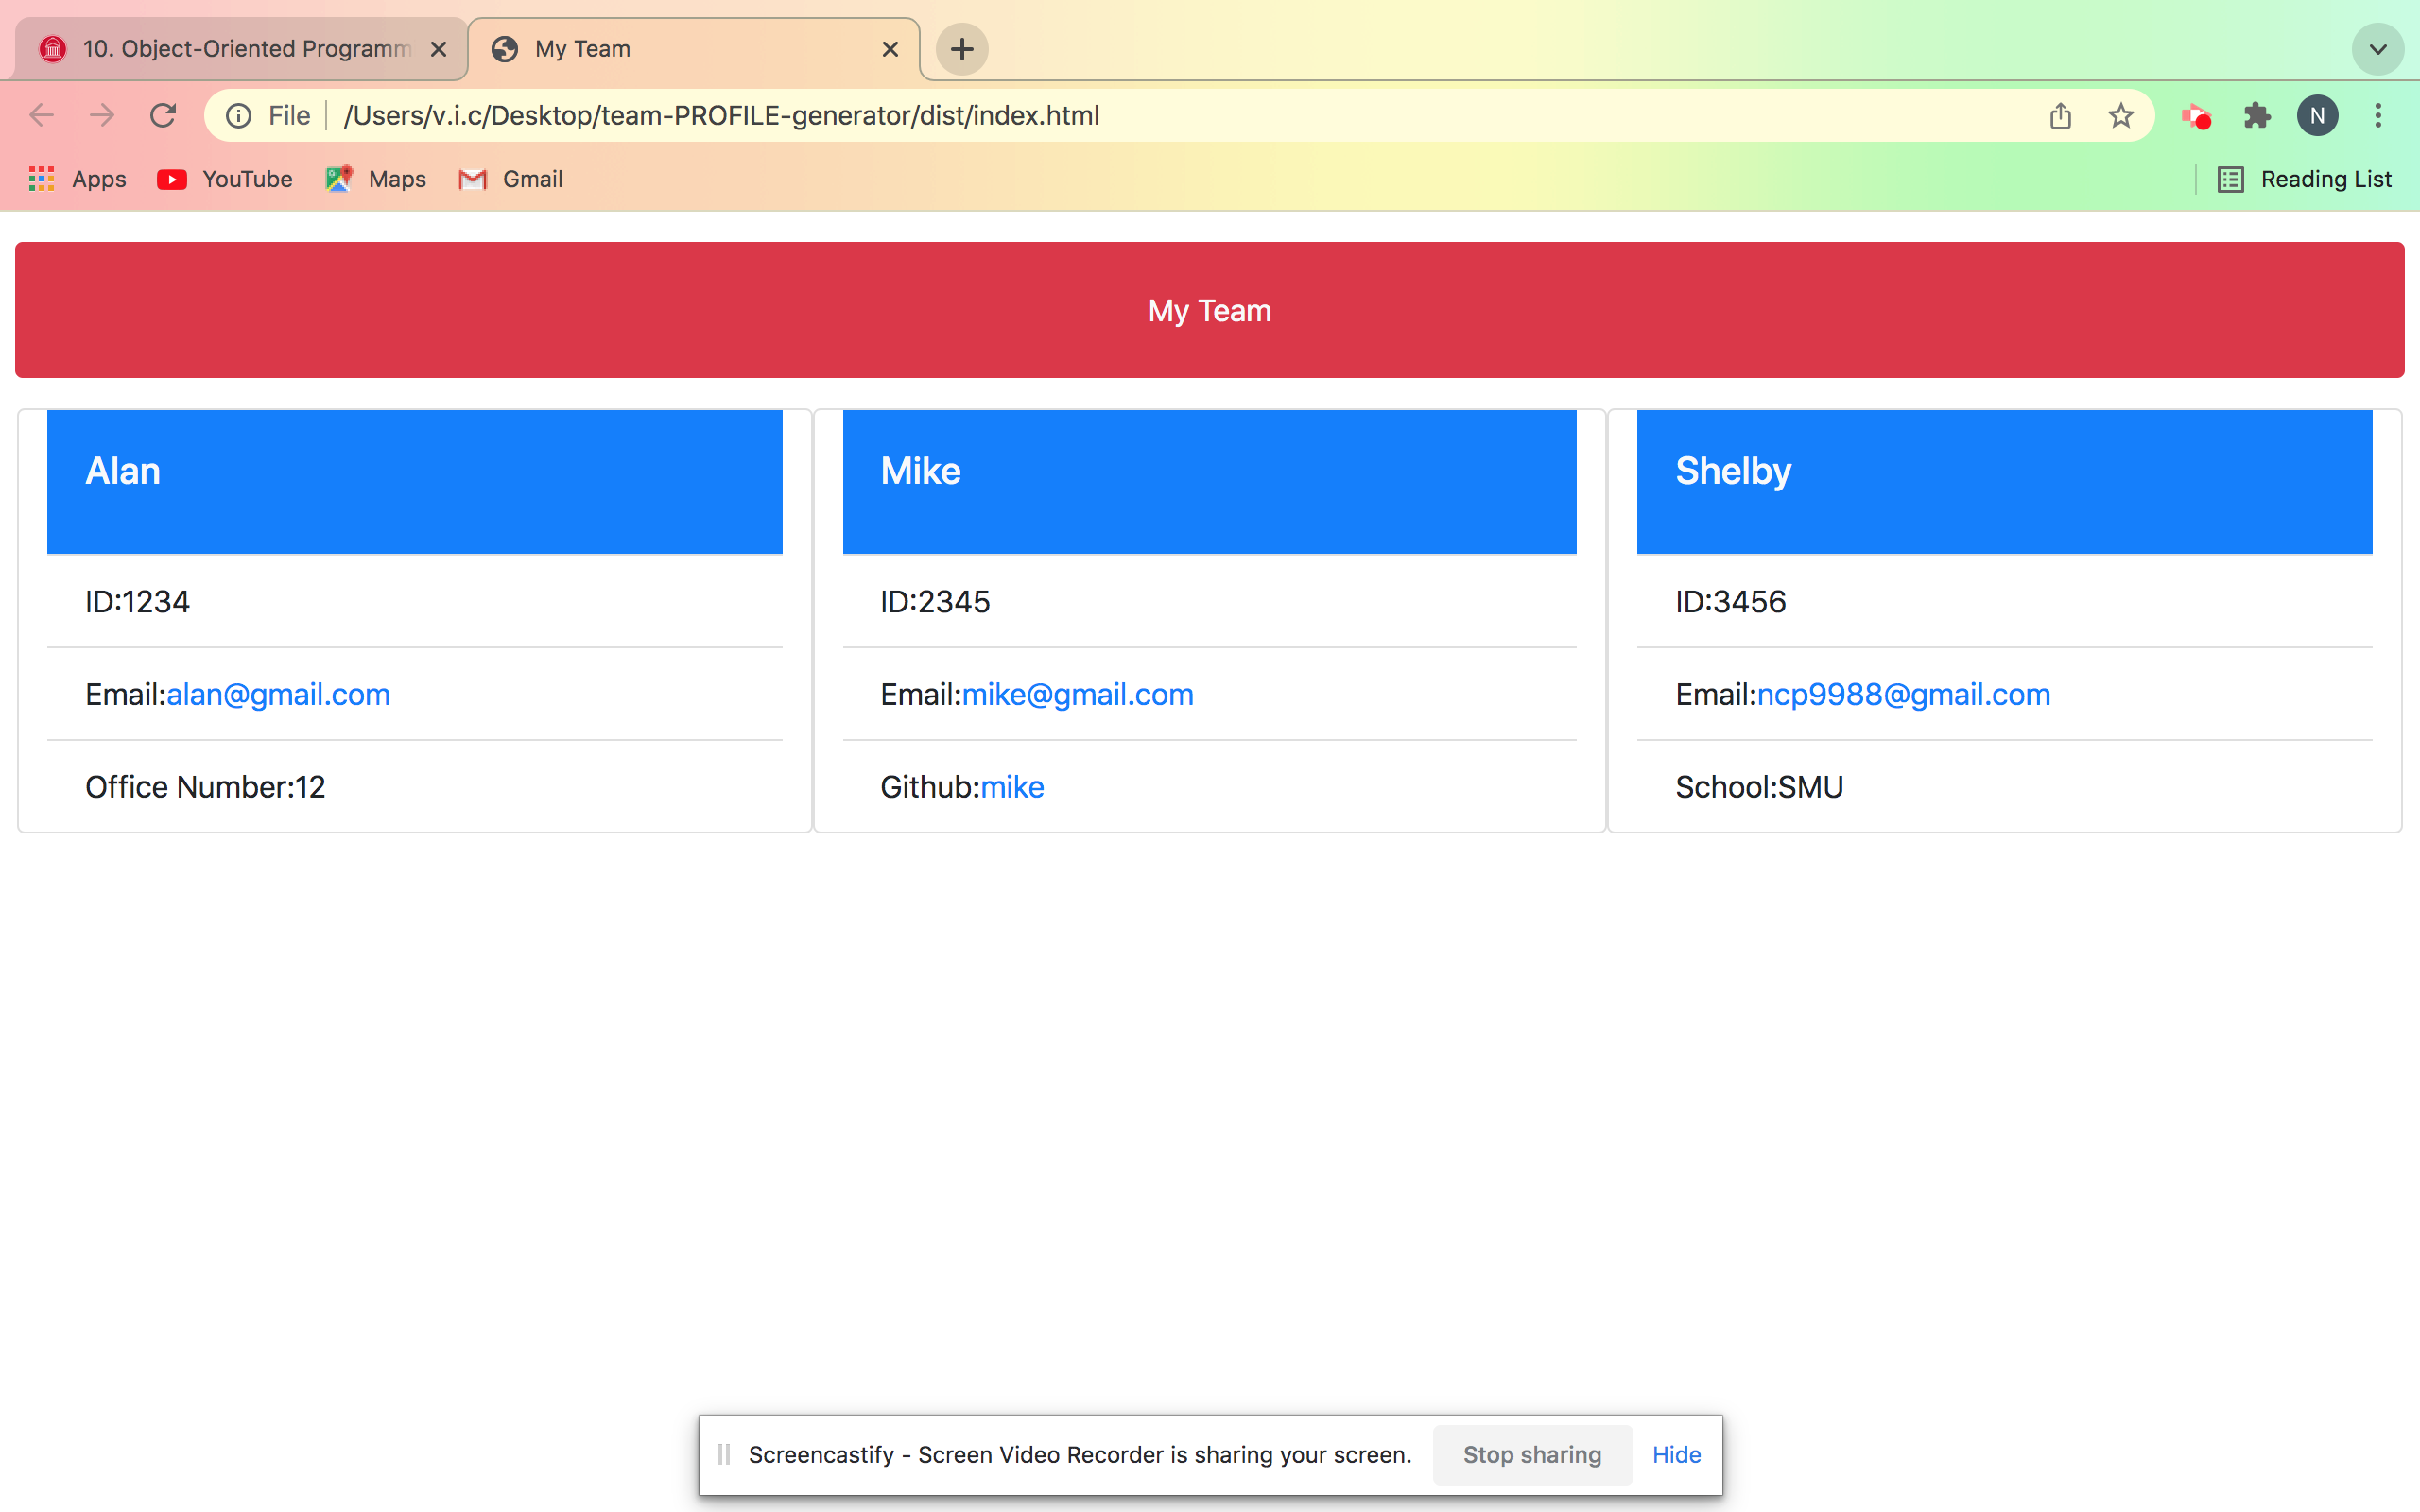 10. Object-Oriented Programm
My Team
File
/Users/v.i.c/Desktop/team-PROFILE-generator/dist/index.html
N
Apps
YouTube
Maps
Gmail
Reading List
My Team
Alan
ID:1234
Email:alan@gmail.com
Office Number:12
Mike
ID:2345
Email:mike@gmail.com
Github:mike
Shelby
ID:3456
Email:ncp9988@gmail.com
School:SMU
Screencastify - Screen Video Recorder is sharing your screen.
Stop sharing
Hide